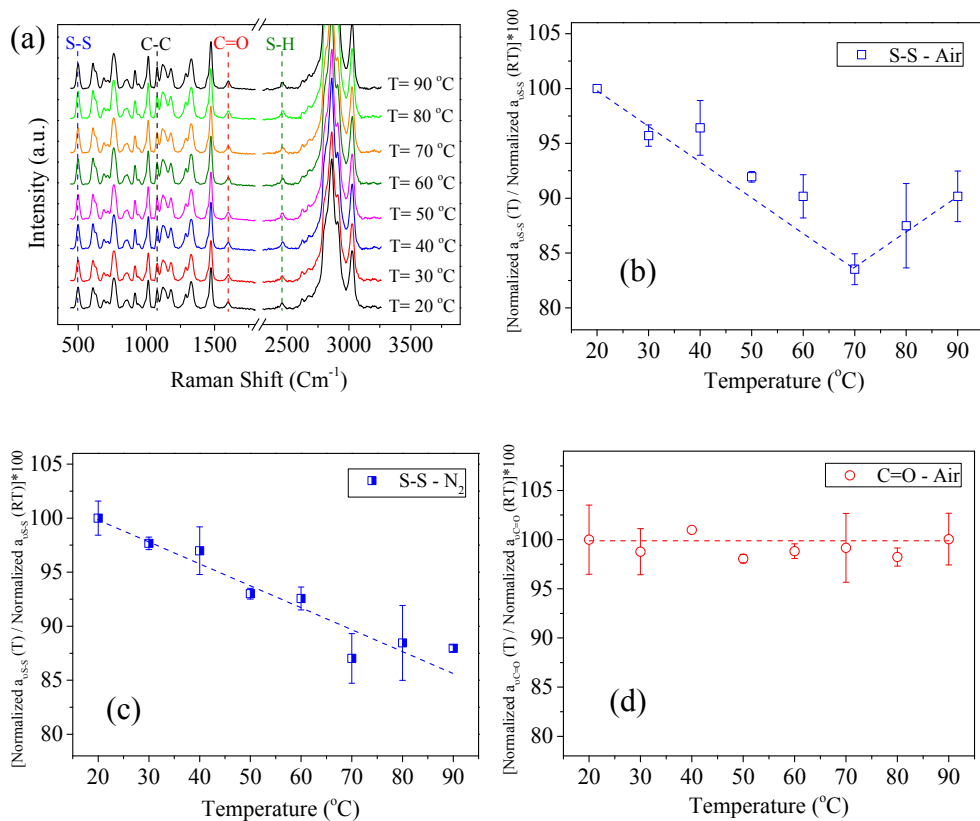 (a)
S-S
C-C
C=O
S-H
T= 90 °C
T= 80 °C
T= 70 °C
T= 60 °C
T= 50 °C
T= 40 °C
T= 30 °C
T= 20 °C
Intensity (a.u.)
500 1000 1500 2500 3000 3500
Raman Shift (Cm⁻¹)
[Normalized aυS-S (T) / Normalized aυS-S (RT)]*100
105
100
95
90
85
80
S-S - Air
(b)
20 30 40 50 60 70 80 90
Temperature (°C)
[Normalized aυS-S (T) / Normalized aυS-S (RT)]*100
105
100
95
90
85
80
S-S - N₂
(c)
20 30 40 50 60 70 80 90
Temperature (°C)
[Normalized aυC=O (T) / Normalized aυC=O (RT)]*100
105
100
95
90
85
80
C=O - Air
(d)
20 30 40 50 60 70 80 90
Temperature (°C)